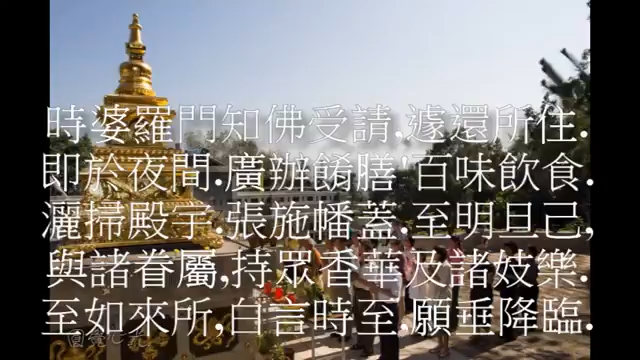 時婆羅門知佛受請.遽還所住.
即於夜間.廣辦餚膳'百味飲食.
灑掃殿宇.張施幡蓋.至明旦己,
與諸眷屬,持眾香華及諸妓樂.
至如來所,白言時至.願垂降臨.